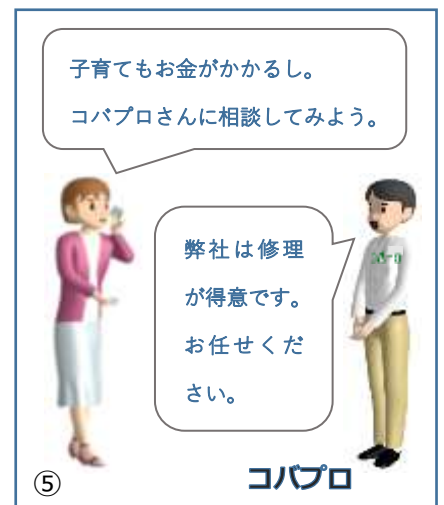 子育てもお金がかかるし。
コバプロさんに相談してみよう。
弊社は修理
が得意です。
お任せくだ
さい。
⑤
コバプロ